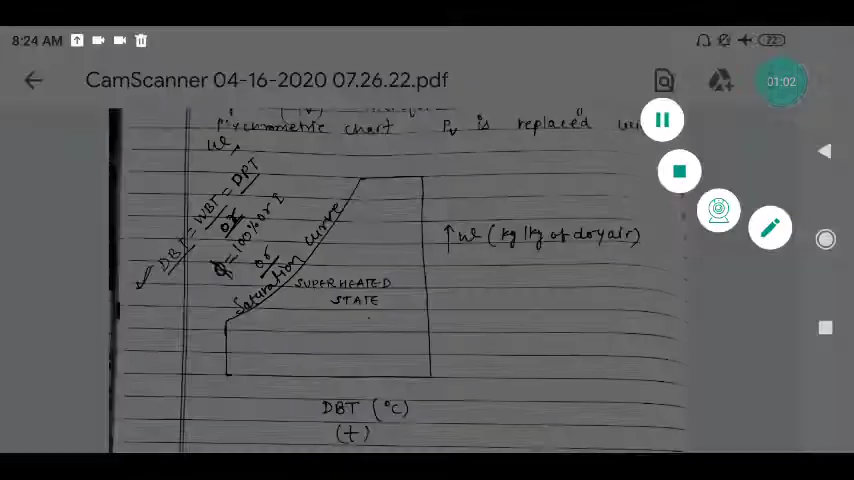 8:24 AM
22
CamScanner 04-16-2020 07.26.22.pdf
01:02
Psychrometric chart Pv is replaced
w,
DBT = WBT = DPT
or
ϕ = 100% or 1
or
Saturation curve
SUPERHEATED
STATE
↑ w (kg/kg of dry air)
DBT (°C)
(t)